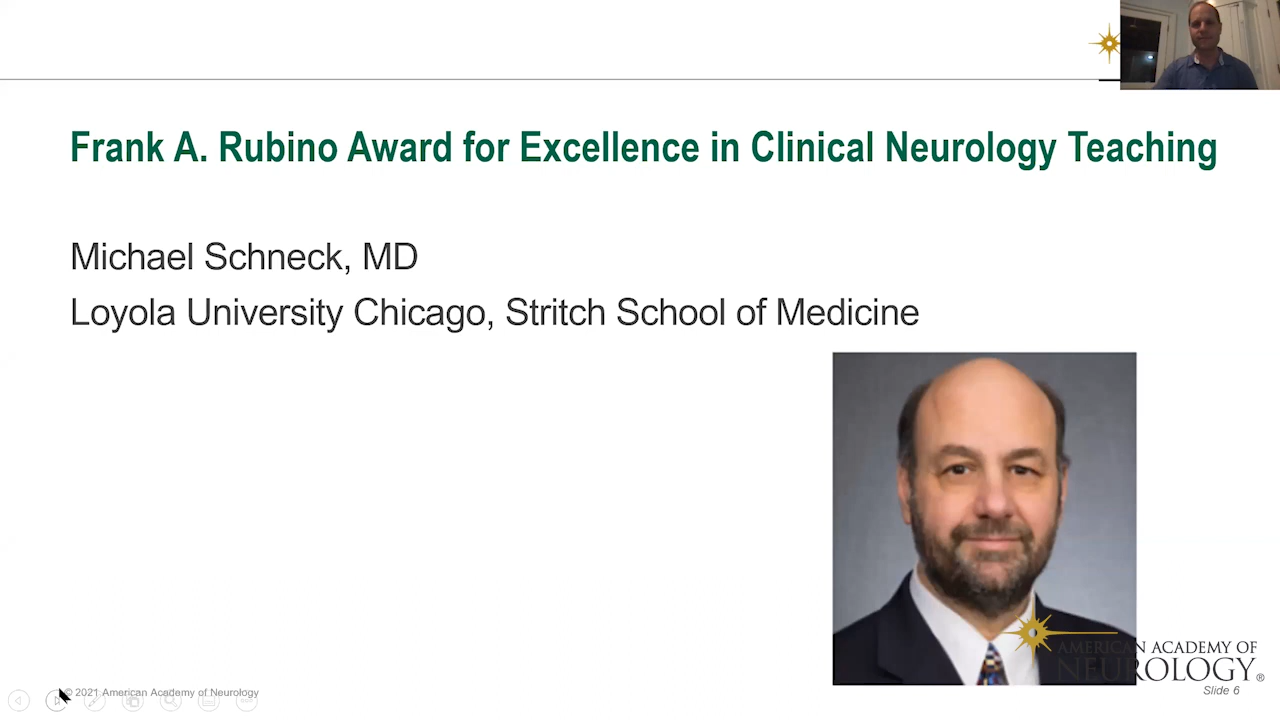 Frank A. Rubino Award for Excellence in Clinical Neurology Teaching
Michael Schneck, MD
Loyola University Chicago, Stritch School of Medicine
AMERICAN ACADEMY OF
NEUROLOGY®
Slide 6
© 2021 American Academy of Neurology